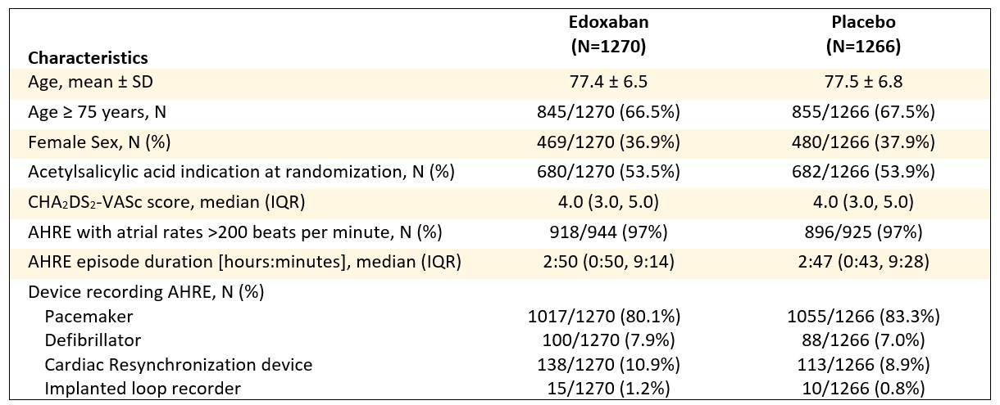 Characteristics Edoxaban (N=1270) Placebo (N=1266)
Age, mean ± SD 77.4 ± 6.5 77.5 ± 6.8
Age ≥ 75 years, N 845/1270 (66.5%) 855/1266 (67.5%)
Female Sex, N (%) 469/1270 (36.9%) 480/1266 (37.9%)
Acetylsalicylic acid indication at randomization, N (%) 680/1270 (53.5%) 682/1266 (53.9%)
CHA₂DS₂-VASc score, median (IQR) 4.0 (3.0, 5.0) 4.0 (3.0, 5.0)
AHRE with atrial rates >200 beats per minute, N (%) 918/944 (97%) 896/925 (97%)
AHRE episode duration [hours:minutes], median (IQR) 2:50 (0:50, 9:14) 2:47 (0:43, 9:28)
Device recording AHRE, N (%)
Pacemaker 1017/1270 (80.1%) 1055/1266 (83.3%)
Defibrillator 100/1270 (7.9%) 88/1266 (7.0%)
Cardiac Resynchronization device 138/1270 (10.9%) 113/1266 (8.9%)
Implanted loop recorder 15/1270 (1.2%) 10/1266 (0.8%)